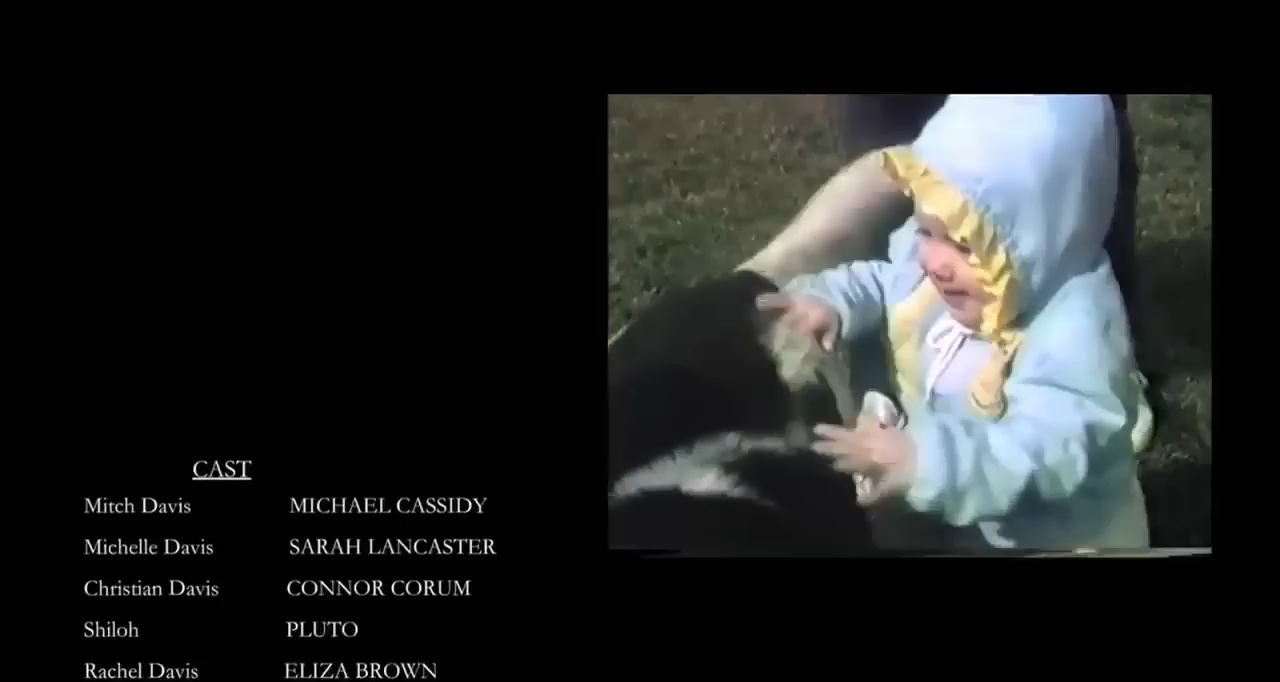 CAST
Mitch Davis MICHAEL CASSIDY
Michelle Davis SARAH LANCASTER
Christian Davis CONNOR CORUM
Shiloh PLUTO
Rachel Davis ELIZA BROWN